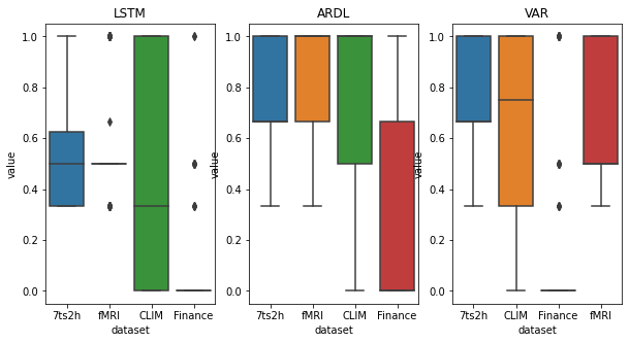 LSTM
ARDL
VAR
value
1.0
0.8
0.6
0.4
0.2
0.0
7ts2h fMRI CLIM Finance
dataset
value
1.0
0.8
0.6
0.4
0.2
0.0
7ts2h fMRI CLIM Finance
dataset
value
1.0
0.8
0.6
0.4
0.2
0.0
7ts2h CLIM Finance fMRI
dataset